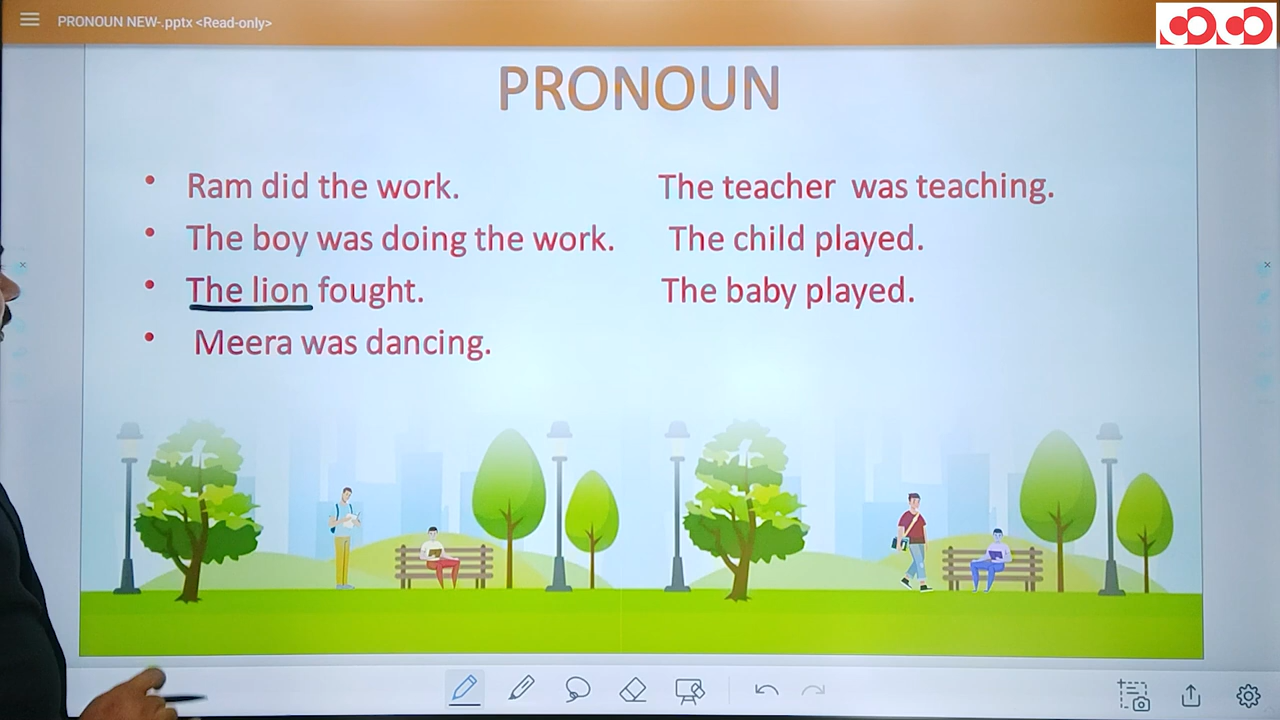 PRONOUN NEW-.pptx <Read-only>
PRONOUN
• Ram did the work.
• The boy was doing the work.
• The lion fought.
• Meera was dancing.
The teacher was teaching.
The child played.
The baby played.